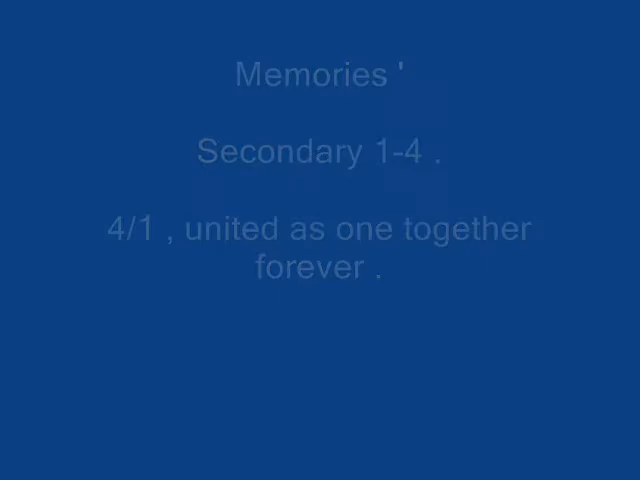 Memories '
Secondary 1-4 .
4/1 , united as one together
forever .